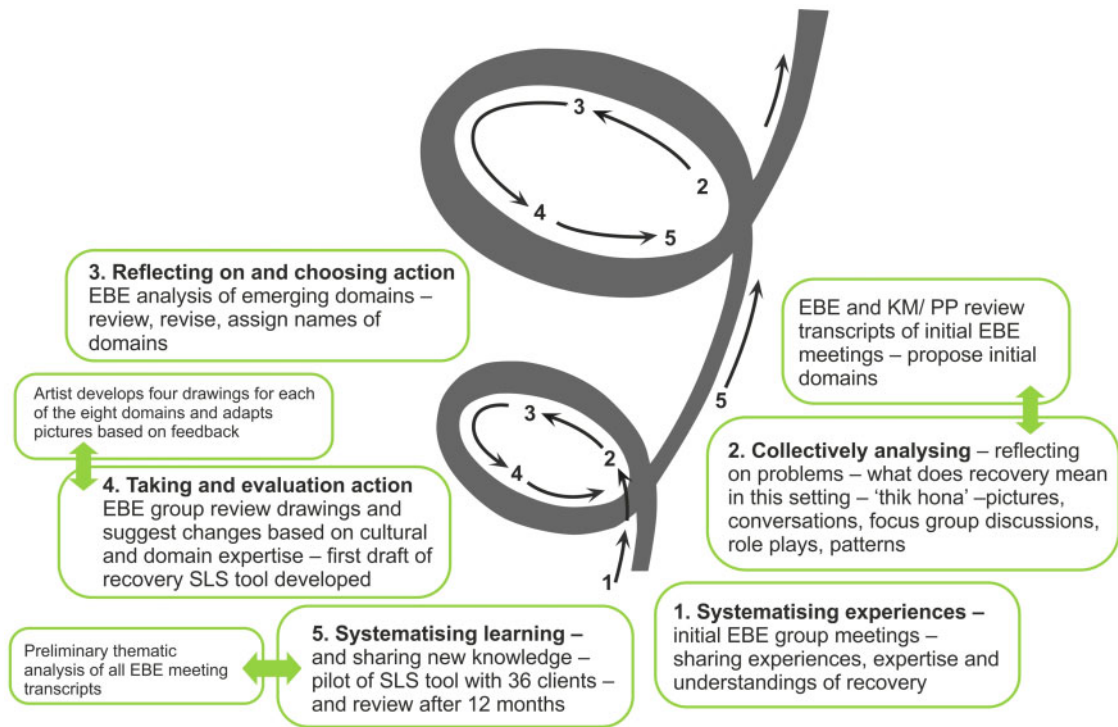 3
2
4
5
3. Reflecting on and choosing action
EBE analysis of emerging domains –
review, revise, assign names of
domains
EBE and KM/ PP review
transcripts of initial EBE
meetings – propose initial
domains
Artist develops four drawings for each
of the eight domains and adapts
pictures based on feedback
5
3
2
4
1
2. Collectively analysing – reflecting
on problems – what does recovery mean
in this setting – ‘thik hona’ –pictures,
conversations, focus group discussions,
role plays, patterns
4. Taking and evaluation action
EBE group review drawings and
suggest changes based on cultural
and domain expertise – first draft of
recovery SLS tool developed
1. Systematising experiences –
initial EBE group meetings –
sharing experiences, expertise and
understandings of recovery
5. Systematising learning –
and sharing new knowledge –
pilot of SLS tool with 36 clients –
and review after 12 months
Preliminary thematic
analysis of all EBE meeting
transcripts